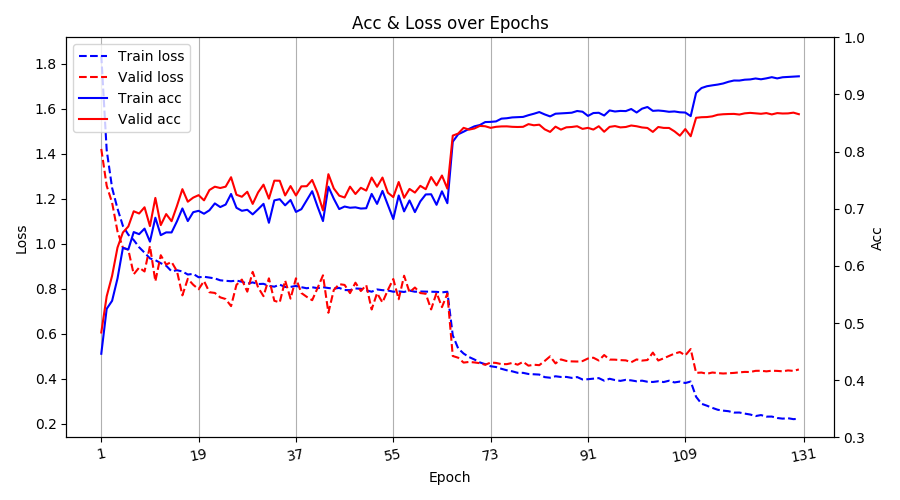 Acc & Loss over Epochs
Train loss
Valid loss
Train acc
Valid acc
Loss
1.8
1.6
1.4
1.2
1.0
0.8
0.6
0.4
0.2
1.0
0.9
0.8
0.7
0.6
0.5
0.4
0.3
Acc
1 19 37 55 73 91 109 131
Epoch